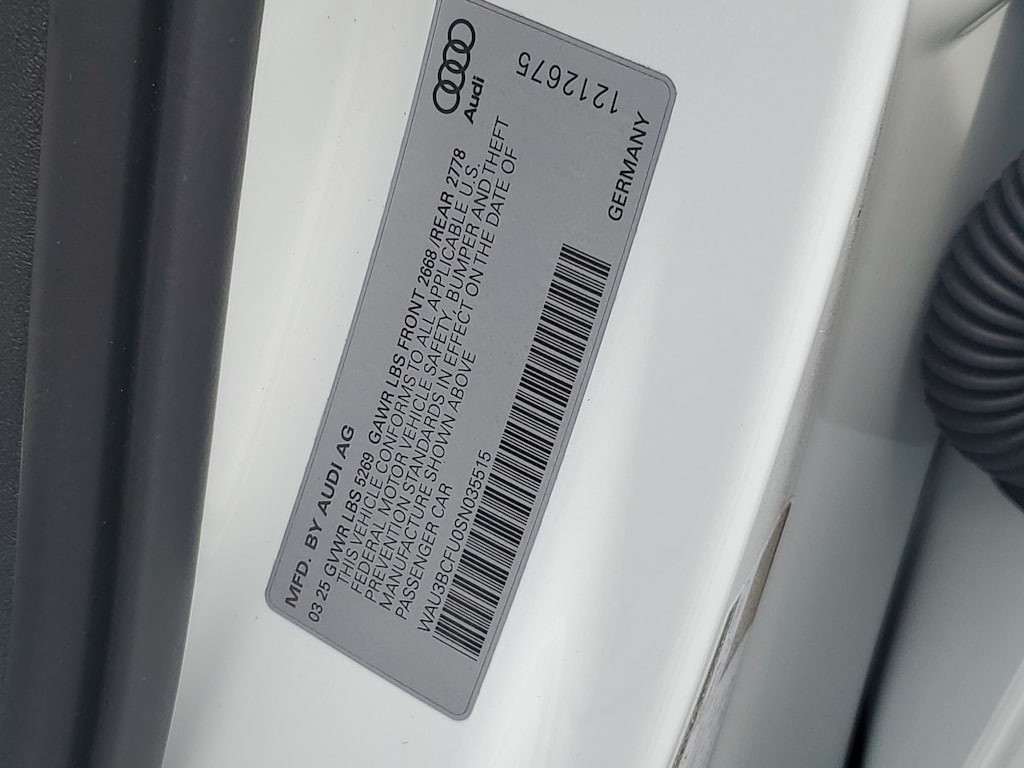 MFD. BY AUDI AG
Audi
03 25 GVWR LBS 5269 GAWR LBS FRONT 2668 /REAR 2778
THIS VEHICLE CONFORMS TO ALL APPLICABLE U.S.
FEDERAL MOTOR VEHICLE SAFETY, BUMPER AND THEFT
PREVENTION STANDARDS IN EFFECT ON THE DATE OF
MANUFACTURE SHOWN ABOVE
PASSENGER CAR
WAU3BCFU0SN035515
1212675
GERMANY